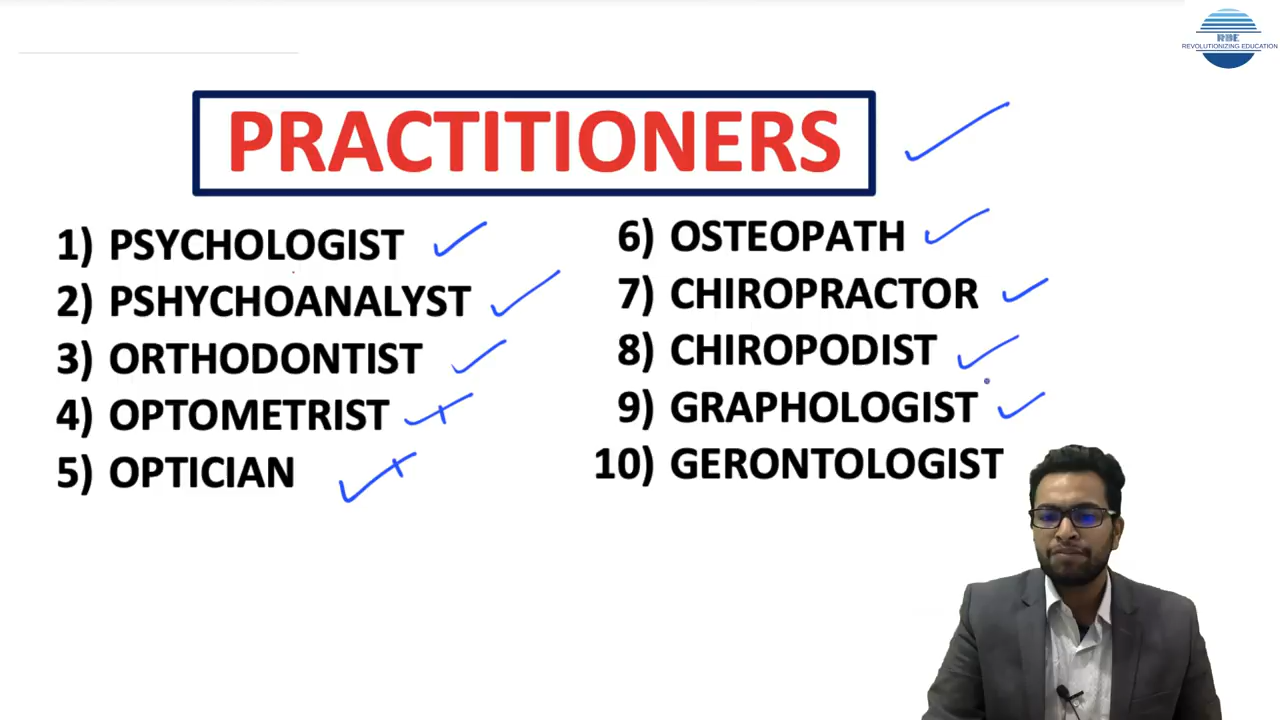 RBE
REVOLUTIONIZING EDUCATION
PRACTITIONERS
1) PSYCHOLOGIST
2) PSHYCHOANALYST
3) ORTHODONTIST
4) OPTOMETRIST
5) OPTICIAN
6) OSTEOPATH
7) CHIROPRACTOR
8) CHIROPODIST
9) GRAPHOLOGIST
10) GERONTOLOGIST